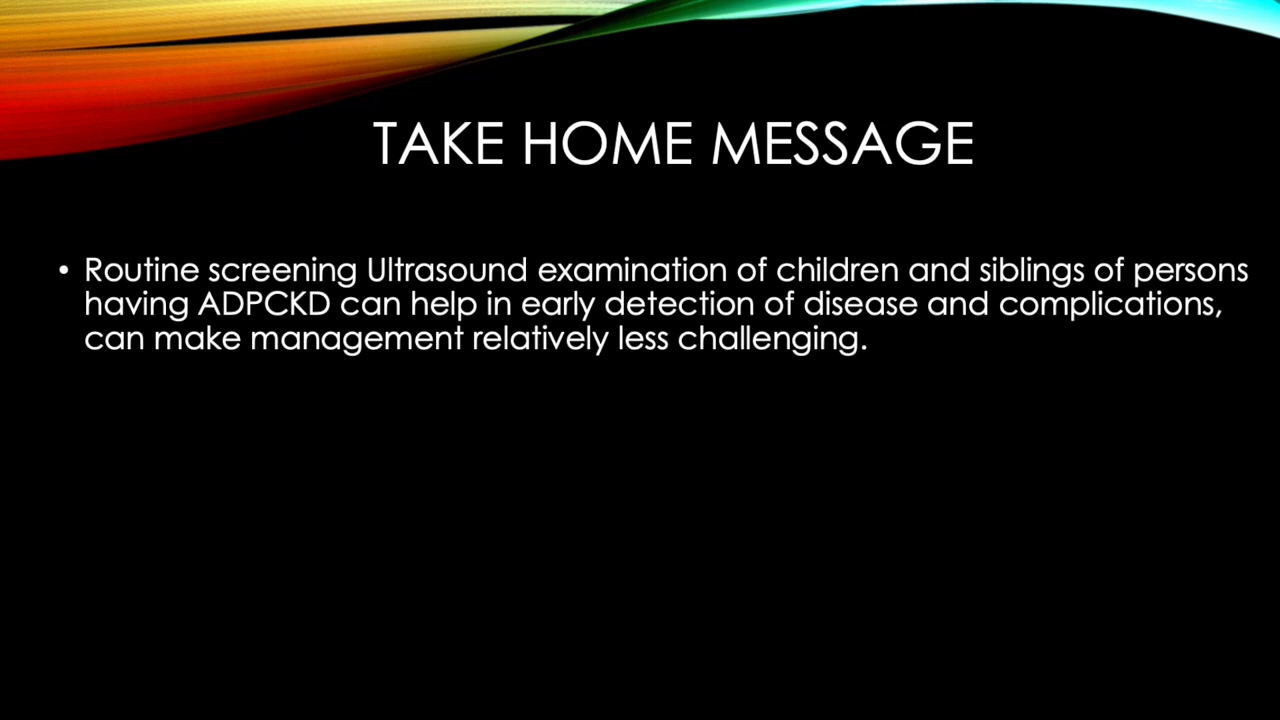 TAKE HOME MESSAGE
• Routine screening Ultrasound examination of children and siblings of persons
having ADPCKD can help in early detection of disease and complications,
can make management relatively less challenging.